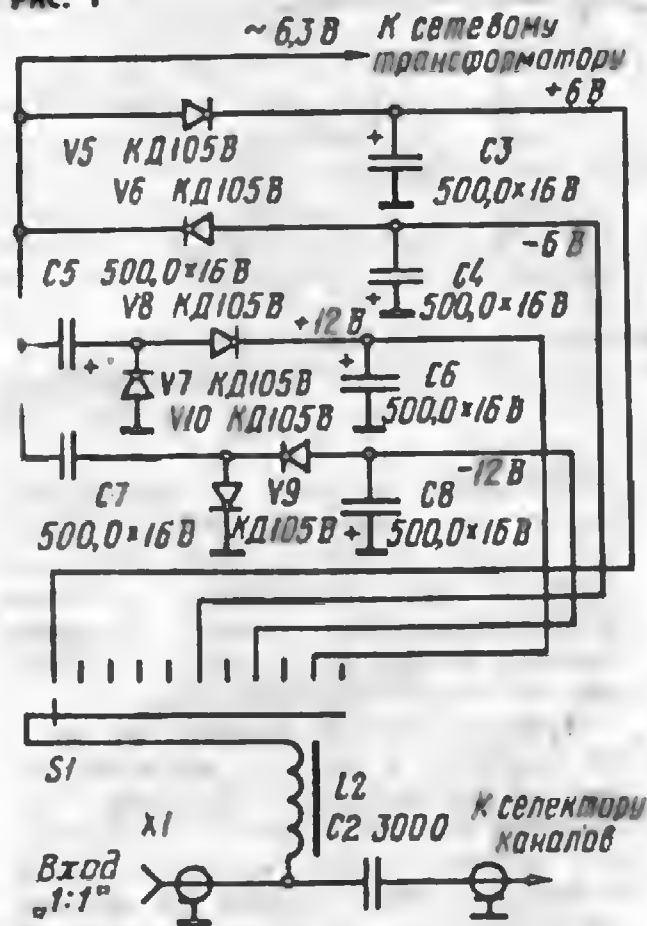 Рис. 1
~6,3 В К сетевому
трансформатору
+6 В
V5 КД105В
С3
V6 КД105В
500,0×16 В
-6 В
С5 500,0×16 В
С4
V8 КД105В
500,0×16 В
+12 В
V7 КД105В
С6
V10 КД105В
500,0×16 В
-12 В
С7
V9
С8
500,0×16 В
КД105В
500,0×16 В
S1
L2
X1
С2 3000
К селектору
каналов
Вход
„1:1"